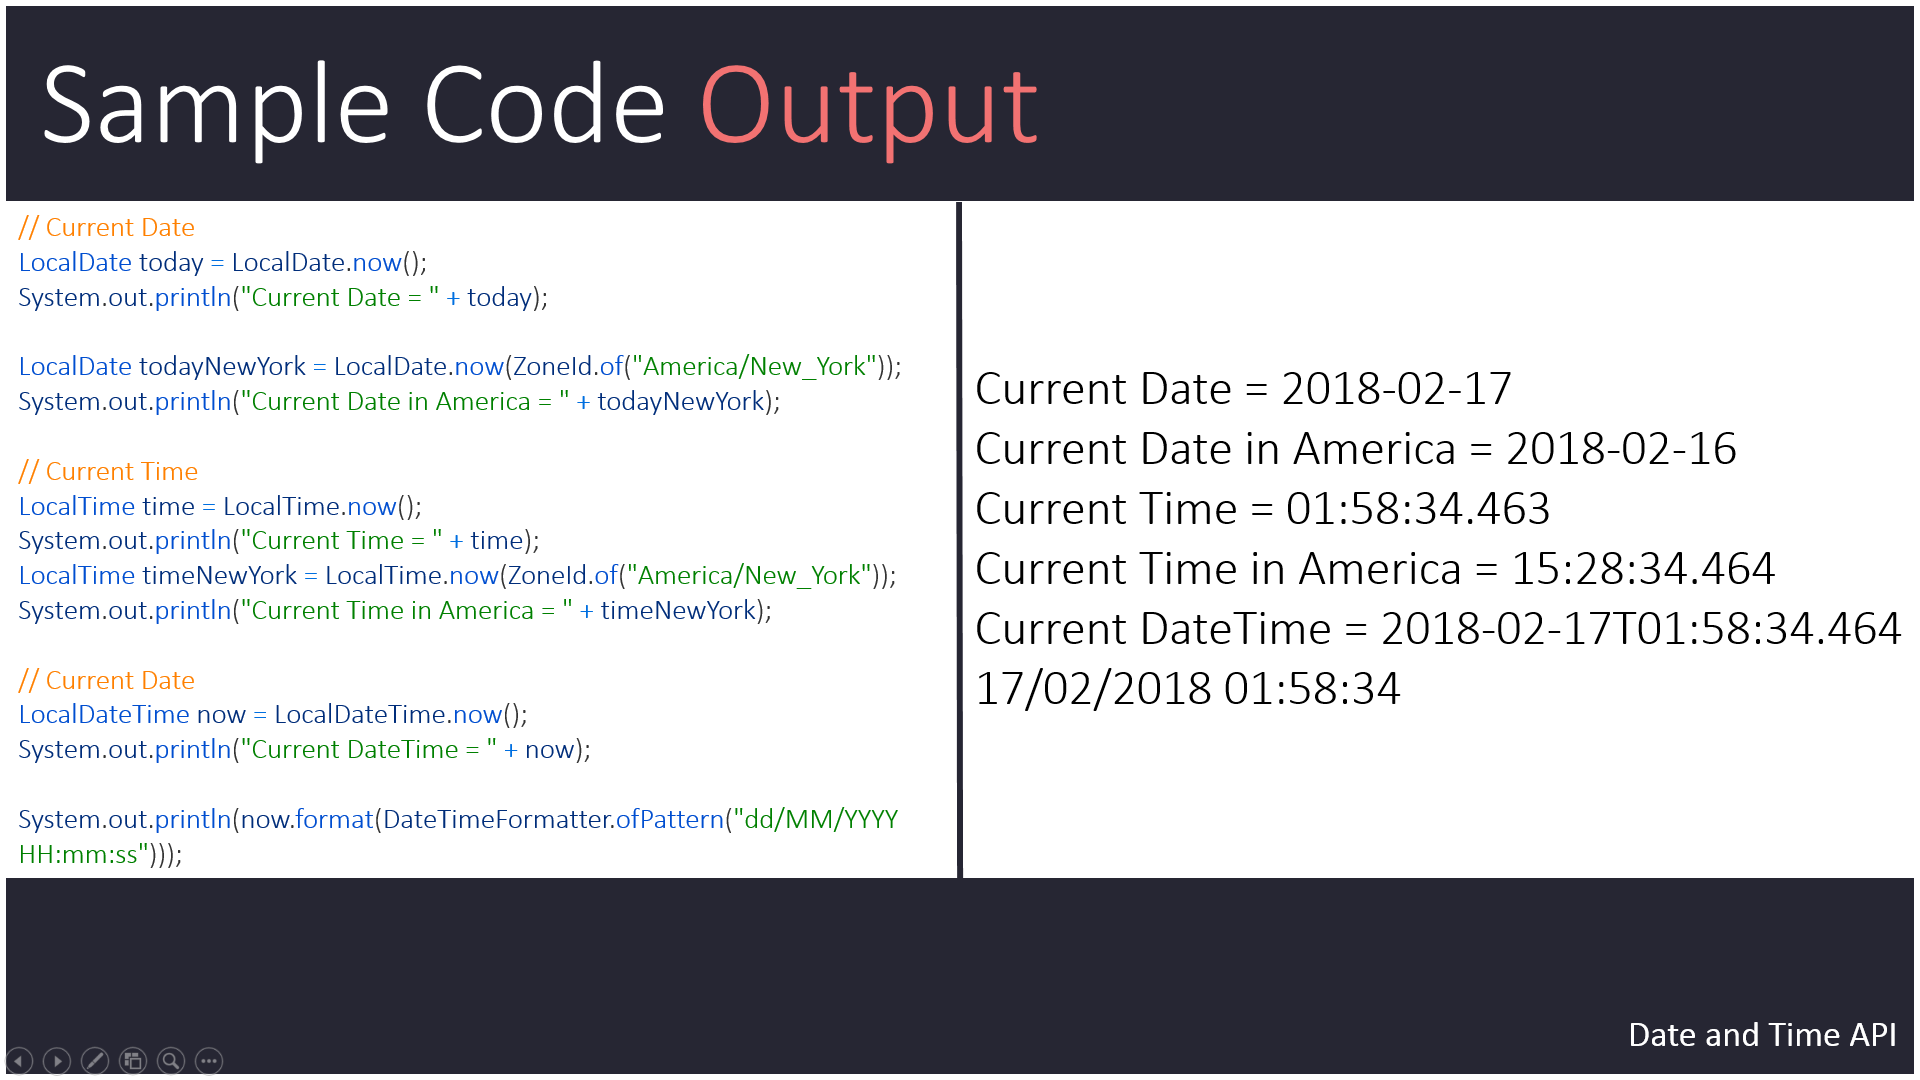 Sample Code Output
// Current Date
LocalDate today = LocalDate.now();
System.out.println("Current Date = " + today);
LocalDate todayNewYork = LocalDate.now(ZoneId.of("America/New_York"));
System.out.println("Current Date in America = " + todayNewYork);
// Current Time
LocalTime time = LocalTime.now();
System.out.println("Current Time = " + time);
LocalTime timeNewYork = LocalTime.now(ZoneId.of("America/New_York"));
System.out.println("Current Time in America = " + timeNewYork);
// Current Date
LocalDateTime now = LocalDateTime.now();
System.out.println("Current DateTime = " + now);
System.out.println(now.format(DateTimeFormatter.ofPattern("dd/MM/YYYY
HH:mm:ss")));
Current Date = 2018-02-17
Current Date in America = 2018-02-16
Current Time = 01:58:34.463
Current Time in America = 15:28:34.464
Current DateTime = 2018-02-17T01:58:34.464
17/02/2018 01:58:34
Date and Time API